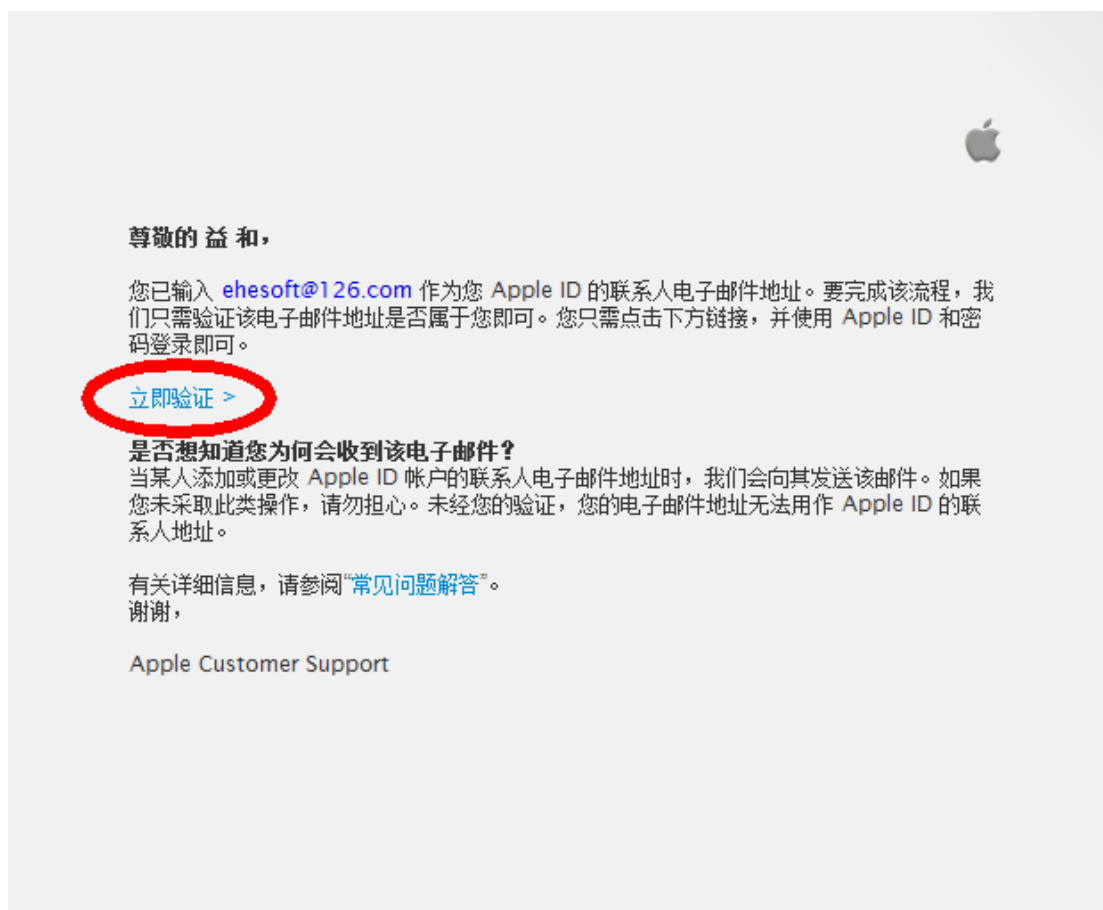 尊敬的 益 和，
您已输入 ehesoft@126.com 作为您 Apple ID 的联系人电子邮件地址。要完成该流程，我
们只需验证该电子邮件地址是否属于您即可。您只需点击下方链接，并使用 Apple ID 和密
码登录即可。
立即验证 >
是否想知道您为何会收到该电子邮件？
当某人添加或更改 Apple ID 帐户的联系人电子邮件地址时，我们会向其发送该邮件。如果
您未采取此类操作，请勿担心。未经您的验证，您的电子邮件地址无法用作 Apple ID 的联
系人地址。
有关详细信息，请参阅“常见问题解答”。
谢谢，
Apple Customer Support